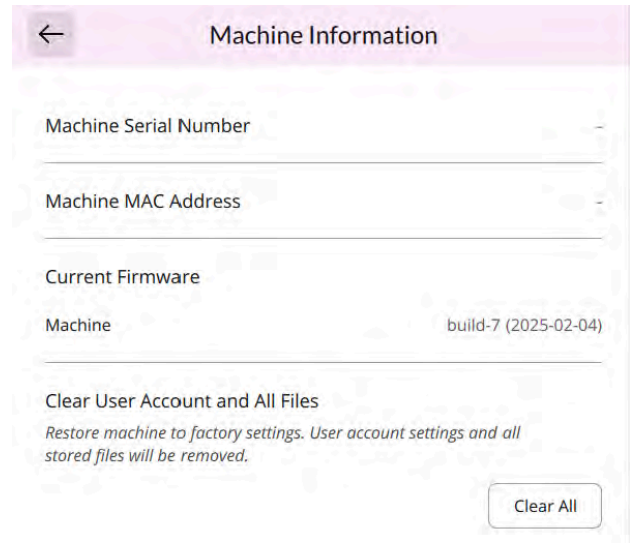 Machine Information
Machine Serial Number -
Machine MAC Address -
Current Firmware
Machine build-7 (2025-02-04)
Clear User Account and All Files
Restore machine to factory settings. User account settings and all
stored files will be removed.
Clear All